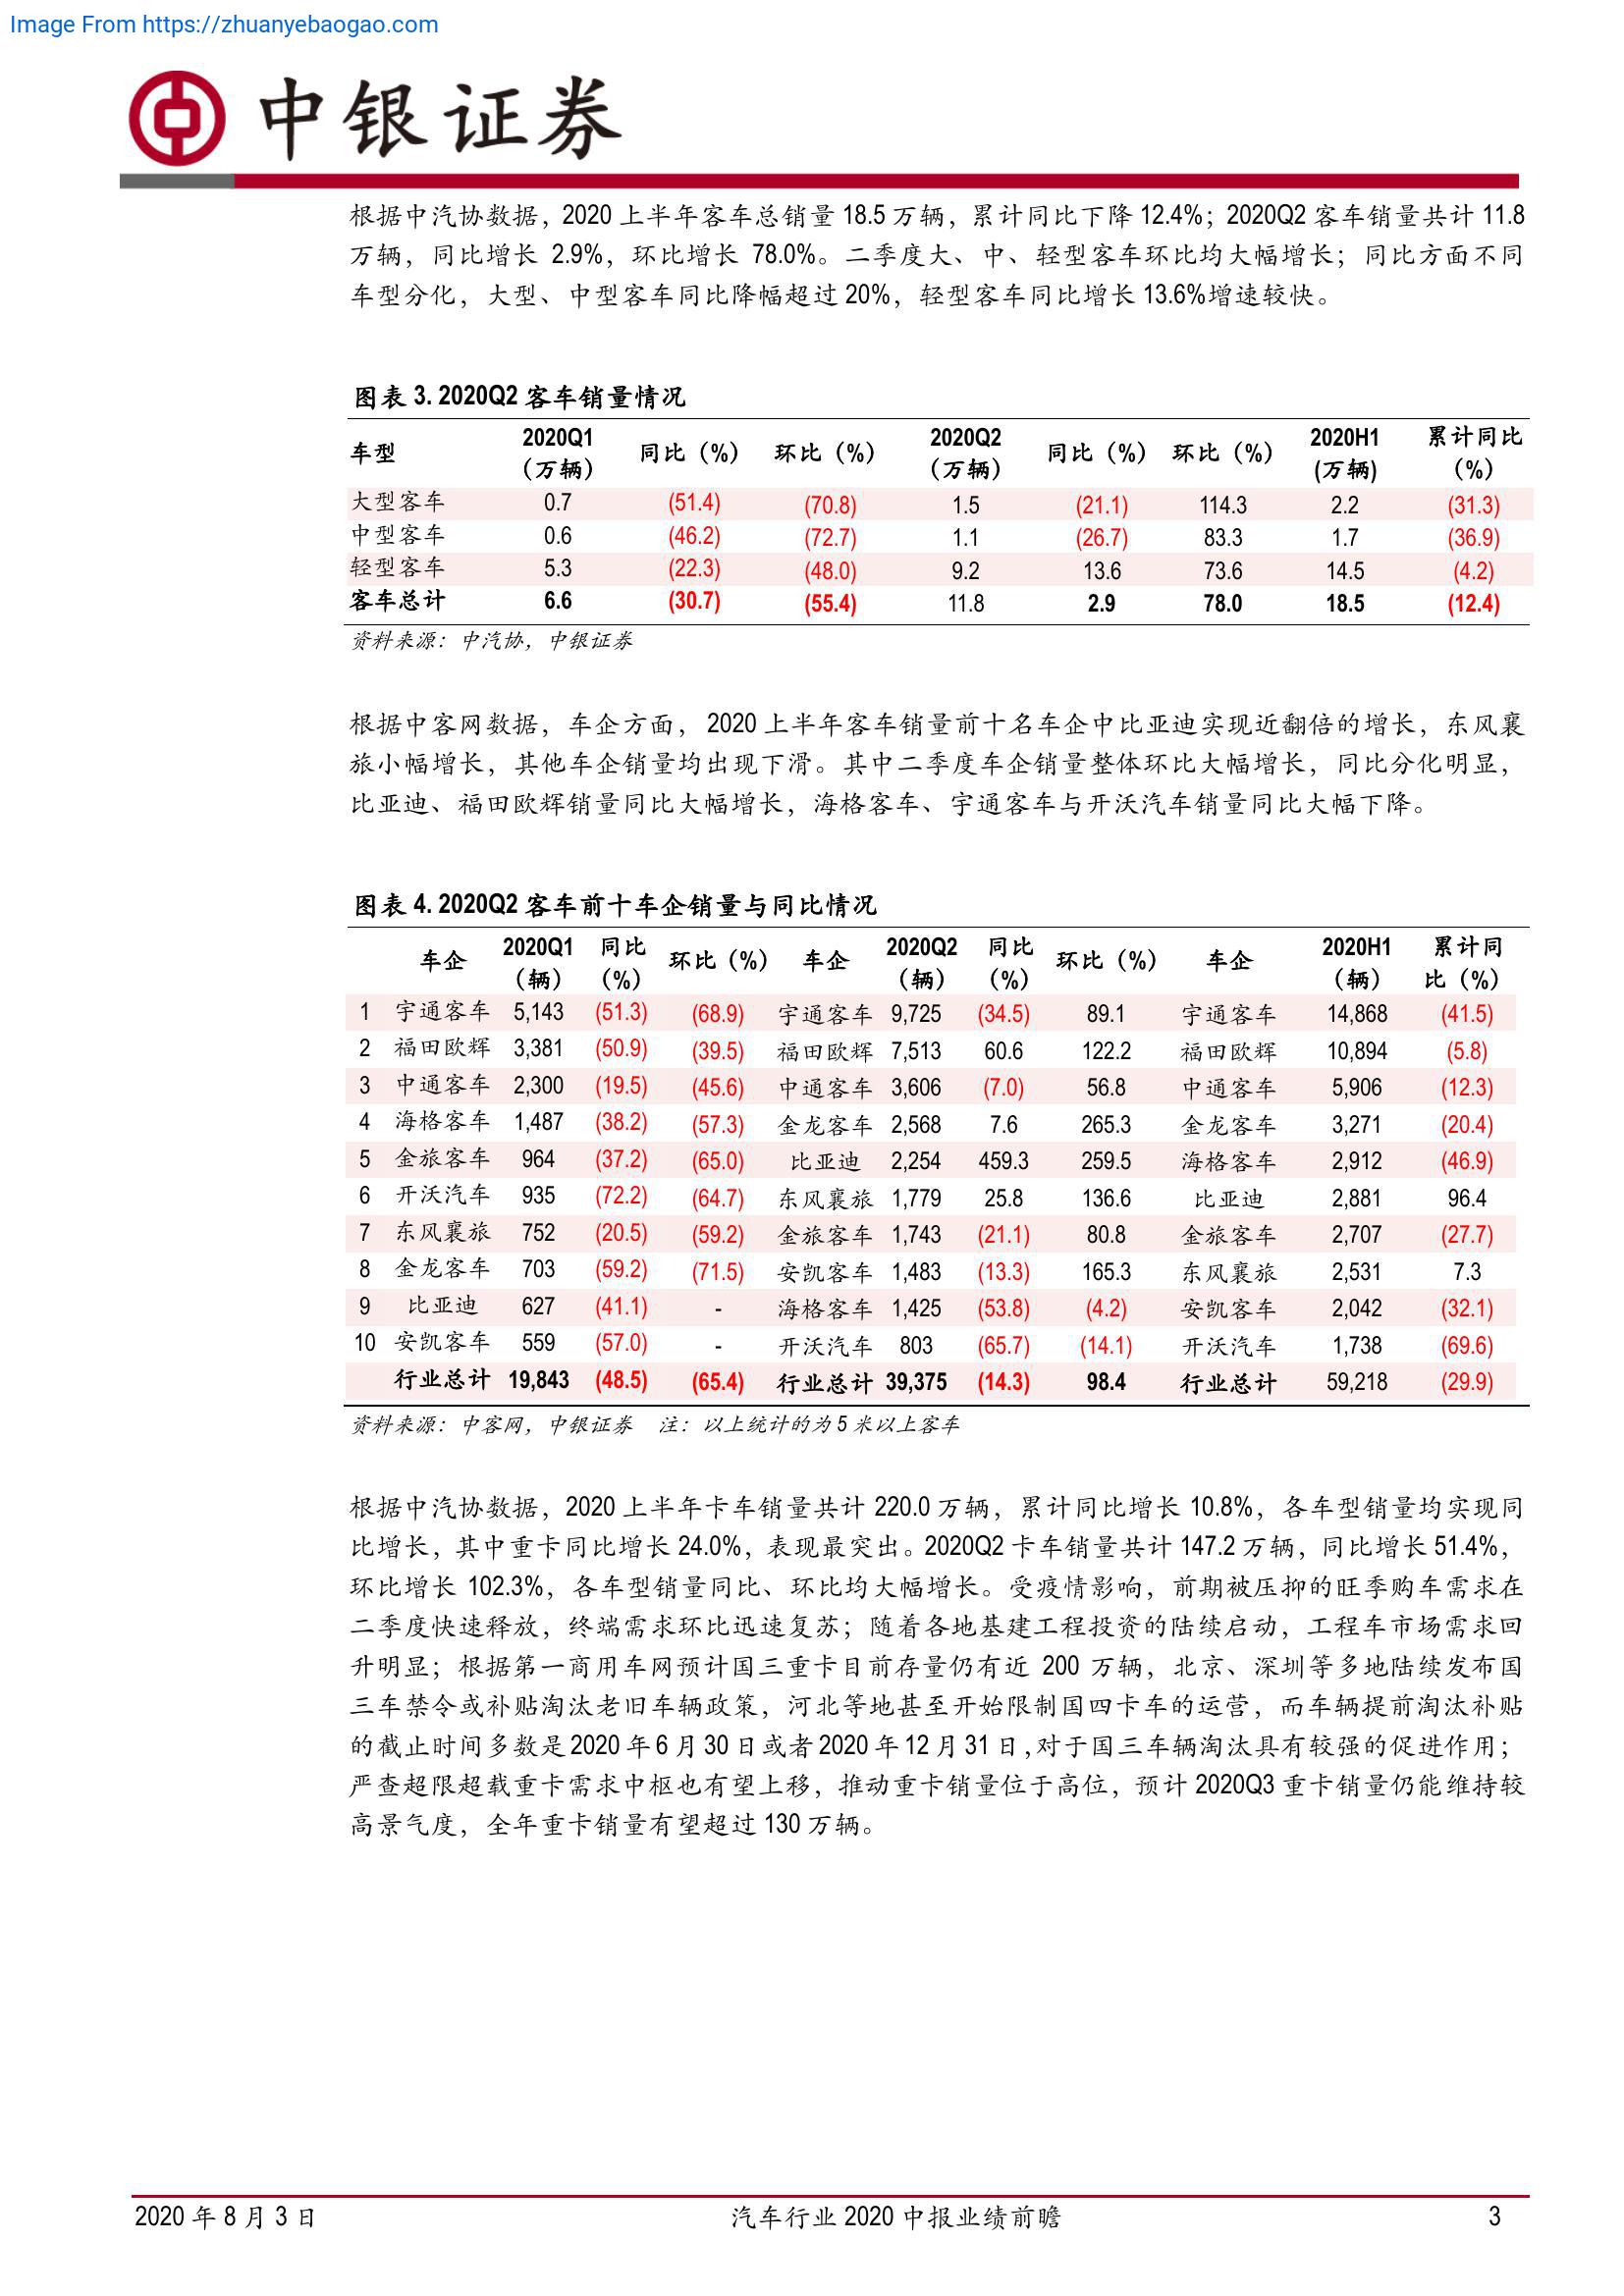 Image From https://zhuanyebaogao.com
中银证券
根据中汽协数据，2020 上半年客车总销量 18.5 万辆，累计同比下降 12.4%；2020Q2 客车销量共计 11.8
万辆，同比增长 2.9%，环比增长 78.0%。二季度大、中、轻型客车环比均大幅增长；同比方面不同
车型分化，大型、中型客车同比降幅超过 20%，轻型客车同比增长 13.6%增速较快。
图表 3. 2020Q2 客车销量情况
车型 2020Q1（万辆） 同比（%） 环比（%） 2020Q2（万辆） 同比（%） 环比（%） 2020H1(万辆) 累计同比（%）
大型客车 0.7 (51.4) (70.8) 1.5 (21.1) 114.3 2.2 (31.3)
中型客车 0.6 (46.2) (72.7) 1.1 (26.7) 83.3 1.7 (36.9)
轻型客车 5.3 (22.3) (48.0) 9.2 13.6 73.6 14.5 (4.2)
客车总计 6.6 (30.7) (55.4) 11.8 2.9 78.0 18.5 (12.4)
资料来源：中汽协，中银证券
根据中客网数据，车企方面， 2020 上半年客车销量前十名车企中比亚迪实现近翻倍的增长，东风襄
旅小幅增长，其他车企销量均出现下滑。其中二季度车企销量整体环比大幅增长，同比分化明显，
比亚迪、福田欧辉销量同比大幅增长，海格客车、宇通客车与开沃汽车销量同比大幅下降。
图表 4. 2020Q2 客车前十车企销量与同比情况
车企 2020Q1（辆） 同比（%） 环比（%） 车企 2020Q2（辆） 同比（%） 环比（%） 车企 2020H1（辆） 累计同比（%）
1 宇通客车 5,143 (51.3) (68.9) 宇通客车 9,725 (34.5) 89.1 宇通客车 14,868 (41.5)
2 福田欧辉 3,381 (50.9) (39.5) 福田欧辉 7,513 60.6 122.2 福田欧辉 10,894 (5.8)
3 中通客车 2,300 (19.5) (45.6) 中通客车 3,606 (7.0) 56.8 中通客车 5,906 (12.3)
4 海格客车 1,487 (38.2) (57.3) 金龙客车 2,568 7.6 265.3 金龙客车 3,271 (20.4)
5 金旅客车 964 (37.2) (65.0) 比亚迪 2,254 459.3 259.5 海格客车 2,912 (46.9)
6 开沃汽车 935 (72.2) (64.7) 东风襄旅 1,779 25.8 136.6 比亚迪 2,881 96.4
7 东风襄旅 752 (20.5) (59.2) 金旅客车 1,743 (21.1) 80.8 金旅客车 2,707 (27.7)
8 金龙客车 703 (59.2) (71.5) 安凯客车 1,483 (13.3) 165.3 东风襄旅 2,531 7.3
9 比亚迪 627 (41.1) - 海格客车 1,425 (53.8) (4.2) 安凯客车 2,042 (32.1)
10 安凯客车 559 (57.0) - 开沃汽车 803 (65.7) (14.1) 开沃汽车 1,738 (69.6)
行业总计 19,843 (48.5) (65.4) 行业总计 39,375 (14.3) 98.4 行业总计 59,218 (29.9)
资料来源：中客网，中银证券 注：以上统计的为 5 米以上客车
根据中汽协数据，2020 上半年卡车销量共计 220.0 万辆，累计同比增长 10.8%，各车型销量均实现同
比增长，其中重卡同比增长 24.0%，表现最突出。2020Q2 卡车销量共计 147.2 万辆，同比增长 51.4%，
环比增长 102.3%，各车型销量同比、环比均大幅增长。受疫情影响，前期被压抑的旺季购车需求在
二季度快速释放，终端需求环比迅速复苏；随着各地基建工程投资的陆续启动，工程车市场需求回
升明显；根据第一商用车网预计国三重卡目前存量仍有近 200 万辆，北京、深圳等多地陆续发布国
三车禁令或补贴淘汰老旧车辆政策，河北等地甚至开始限制国四卡车的运营，而车辆提前淘汰补贴
的截止时间多数是 2020 年 6 月 30 日或者 2020 年 12 月 31 日，对于国三车辆淘汰具有较强的促进作用；
严查超限超载重卡需求中枢也有望上移，推动重卡销量位于高位，预计 2020Q3 重卡销量仍能维持较
高景气度，全年重卡销量有望超过 130 万辆。
2020 年 8 月 3 日 汽车行业 2020 中报业绩前瞻 3